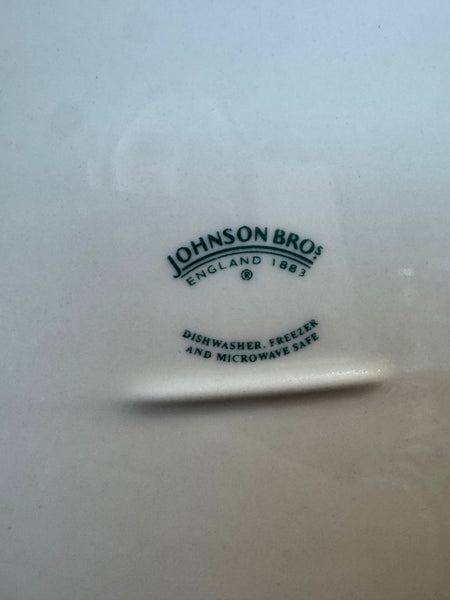 JOHNSON BROS
ENGLAND 1883
®
DISHWASHER. FREEZER
AND MICROWAVE SAFE